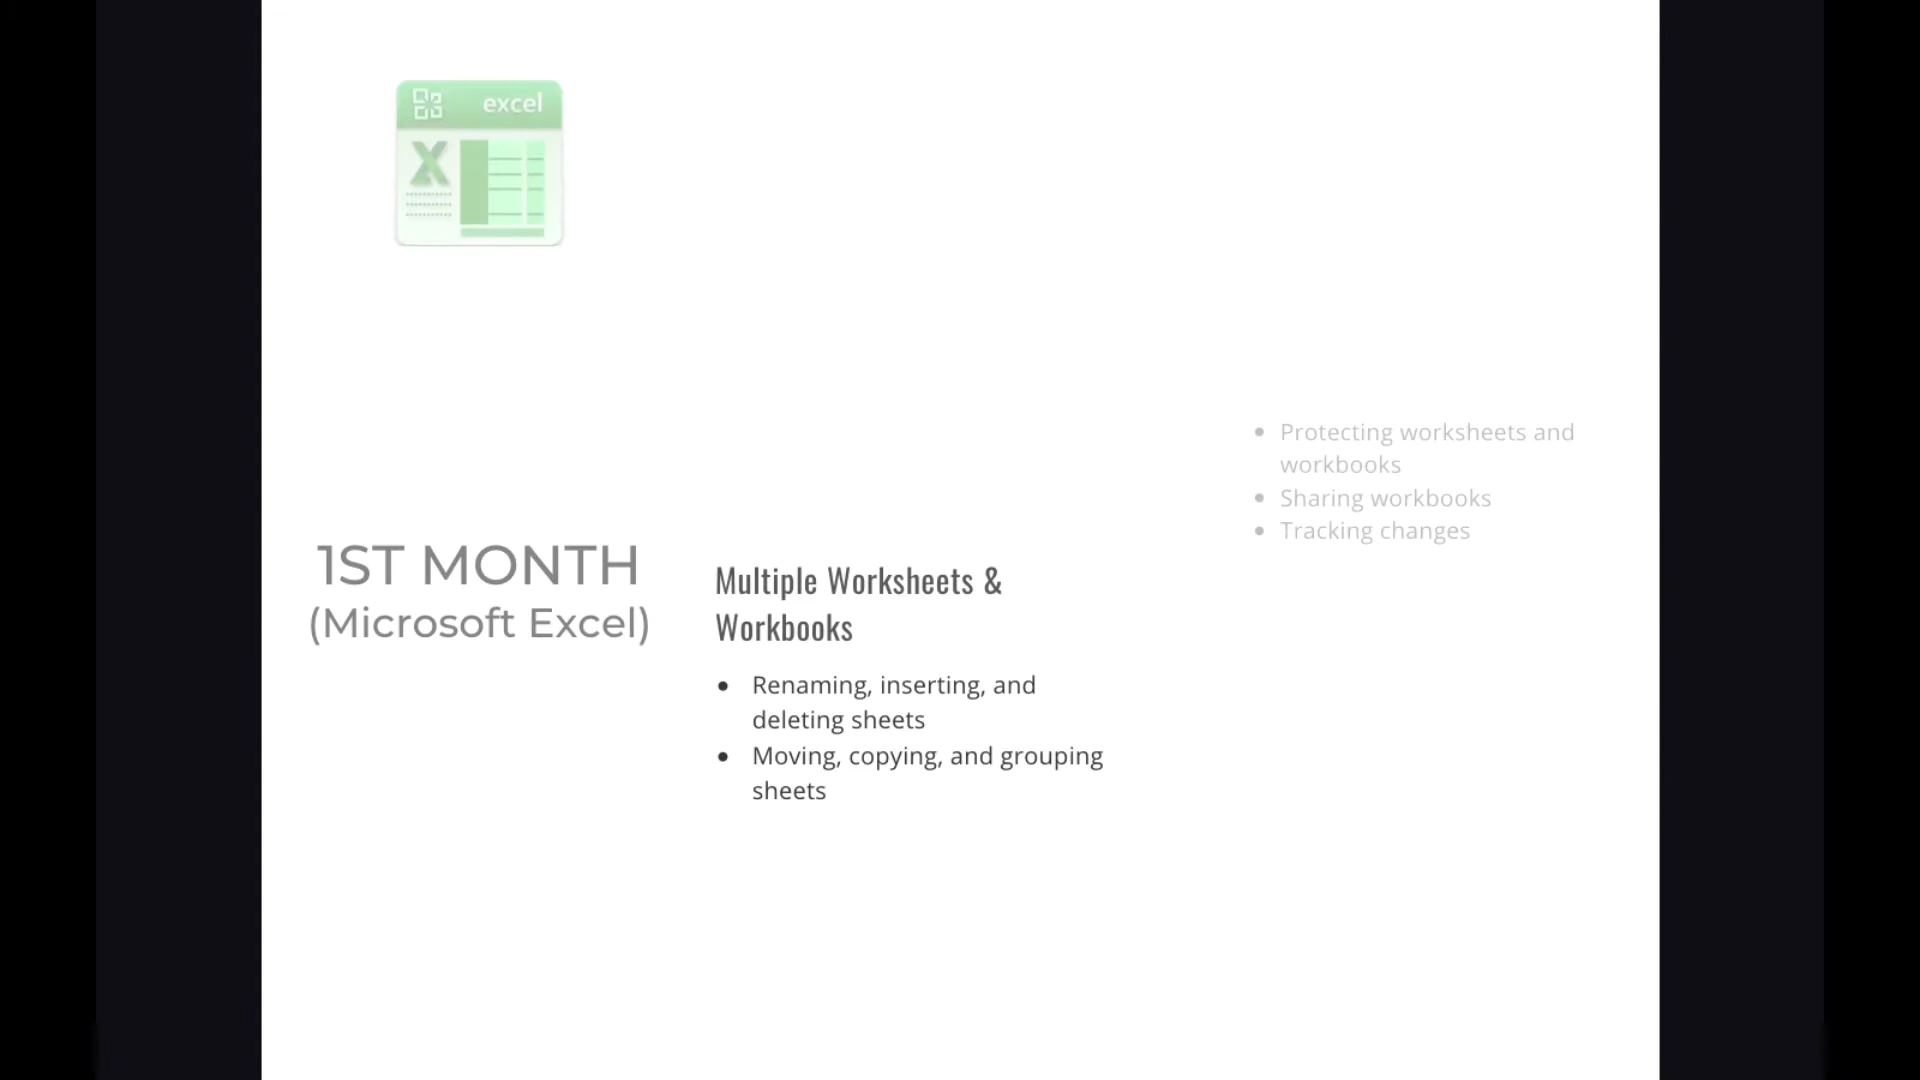 excel
X
1ST MONTH
(Microsoft Excel)
Multiple Worksheets &
Workbooks
• Renaming, inserting, and
deleting sheets
• Moving, copying, and grouping
sheets
• Protecting worksheets and
workbooks
• Sharing workbooks
• Tracking changes